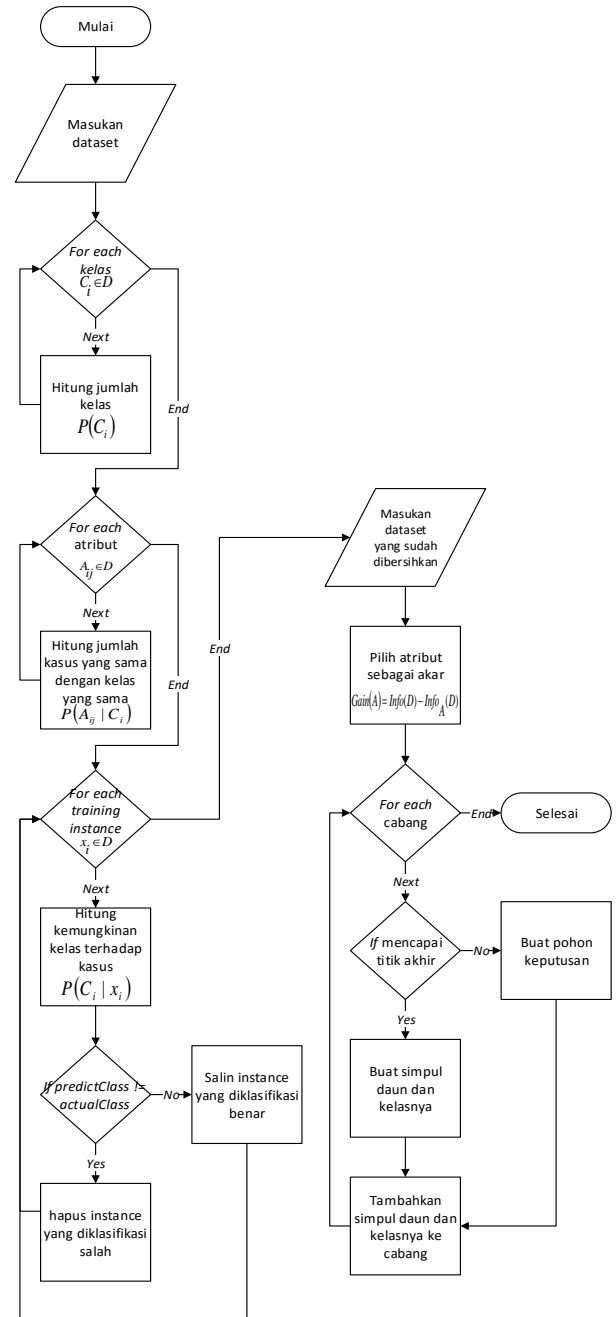 Mulai
Masukan
dataset
For each
kelas
C_i ∈ D
Next
Hitung jumlah
kelas
P(C_i)
End
For each
atribut
A_ij ∈ D
Next
Hitung jumlah
kasus yang sama
dengan kelas
yang sama
P(A_ij | C_i)
End
For each
training
instance
x_i ∈ D
Next
Hitung
kemungkinan
kelas terhadap
kasus
P(C_i | x_i)
If predictClass !=
actualClass
No
Salin instance
yang diklasifikasi
benar
Yes
hapus instance
yang diklasifikasi
salah
End
Masukan
dataset
yang sudah
dibersihkan
Pilih atribut
sebagai akar
Gain(A) = Info(D) − Info_A(D)
For each
cabang
End
Selesai
Next
If mencapai
titik akhir
No
Buat pohon
keputusan
Yes
Buat simpul
daun dan
kelasnya
Tambahkan
simpul daun dan
kelasnya ke
cabang